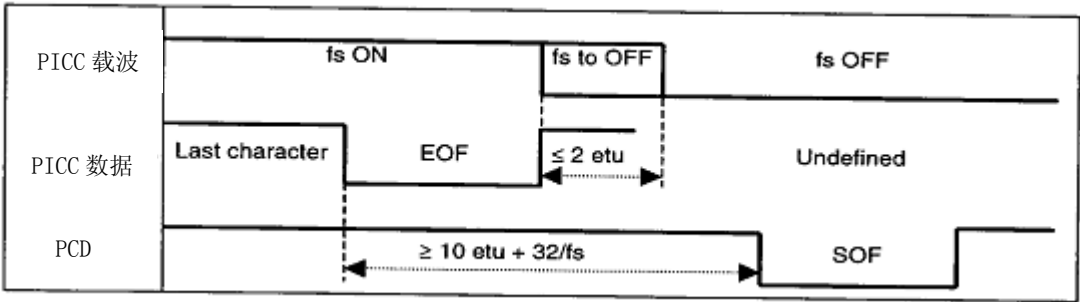 PICC 载波
fs ON
fs to OFF
fs OFF
PICC 数据
Last character
EOF
≤ 2 etu
Undefined
PCD
≥ 10 etu + 32/fs
SOF